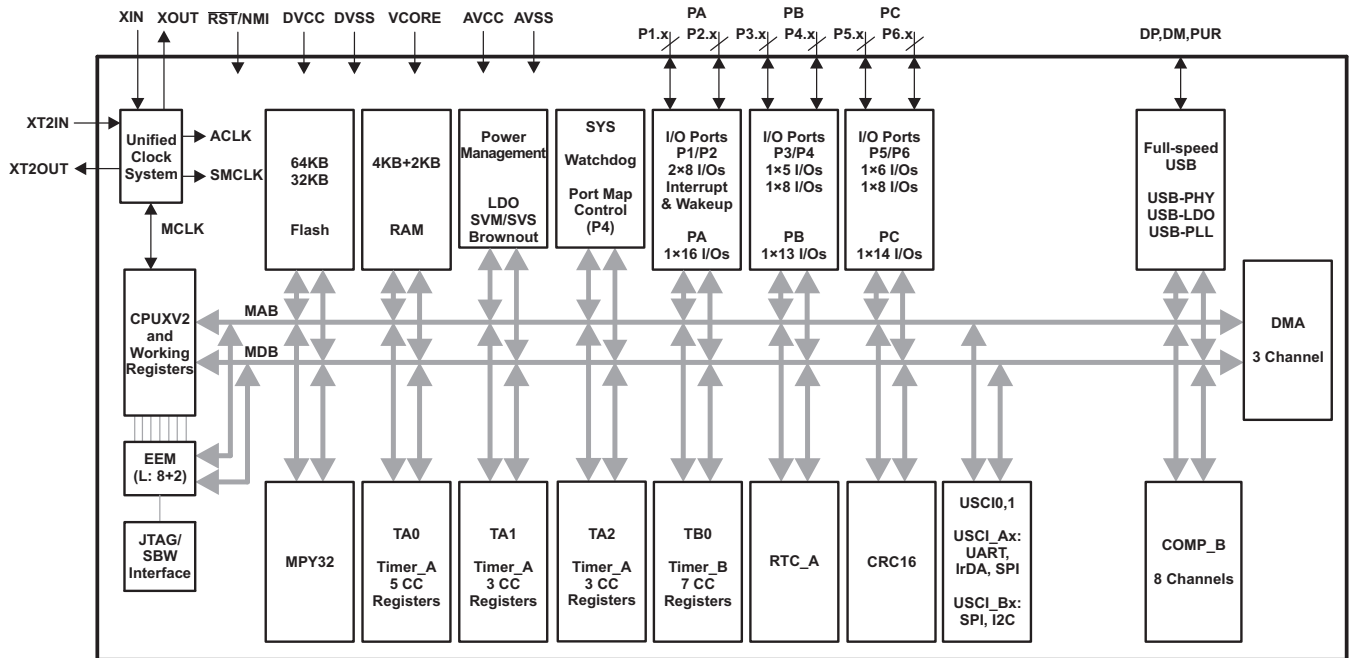 XIN
XOUT
RST/NMI
DVCC
DVSS
VCORE
AVCC
AVSS
PA
P1.x
P2.x
PB
P3.x
P4.x
PC
P5.x
P6.x
DP,DM,PUR
XT2IN
XT2OUT
Unified
Clock
System
ACLK
SMCLK
MCLK
64KB
32KB
Flash
4KB+2KB
RAM
Power
Management
LDO
SVM/SVS
Brownout
SYS
Watchdog
Port Map
Control
(P4)
I/O Ports
P1/P2
2×8 I/Os
Interrupt
& Wakeup
PA
1×16 I/Os
I/O Ports
P3/P4
1×5 I/Os
1×8 I/Os
PB
1×13 I/Os
I/O Ports
P5/P6
1×6 I/Os
1×8 I/Os
PC
1×14 I/Os
Full-speed
USB
USB-PHY
USB-LDO
USB-PLL
CPUXV2
and
Working
Registers
MAB
MDB
DMA
3 Channel
EEM
(L: 8+2)
JTAG/
SBW
Interface
MPY32
TA0
Timer_A
5 CC
Registers
TA1
Timer_A
3 CC
Registers
TA2
Timer_A
3 CC
Registers
TB0
Timer_B
7 CC
Registers
RTC_A
CRC16
USCI0,1
USCI_Ax:
UART,
IrDA, SPI
USCI_Bx:
SPI, I2C
COMP_B
8 Channels